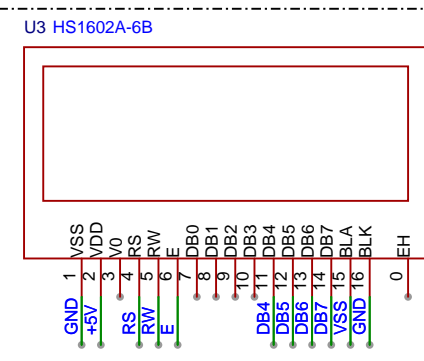 U3 HS1602A-6B
VSS
VDD
V0
RS
RW
E
DB0
DB1
DB2
DB3
DB4
DB5
DB6
DB7
BLA
BLK
EH
1
2
3
4
5
6
7
8
9
10
11
12
13
14
15
16
0
GND
+5V
RS
RW
E
DB4
DB5
DB6
DB7
VSS
GND